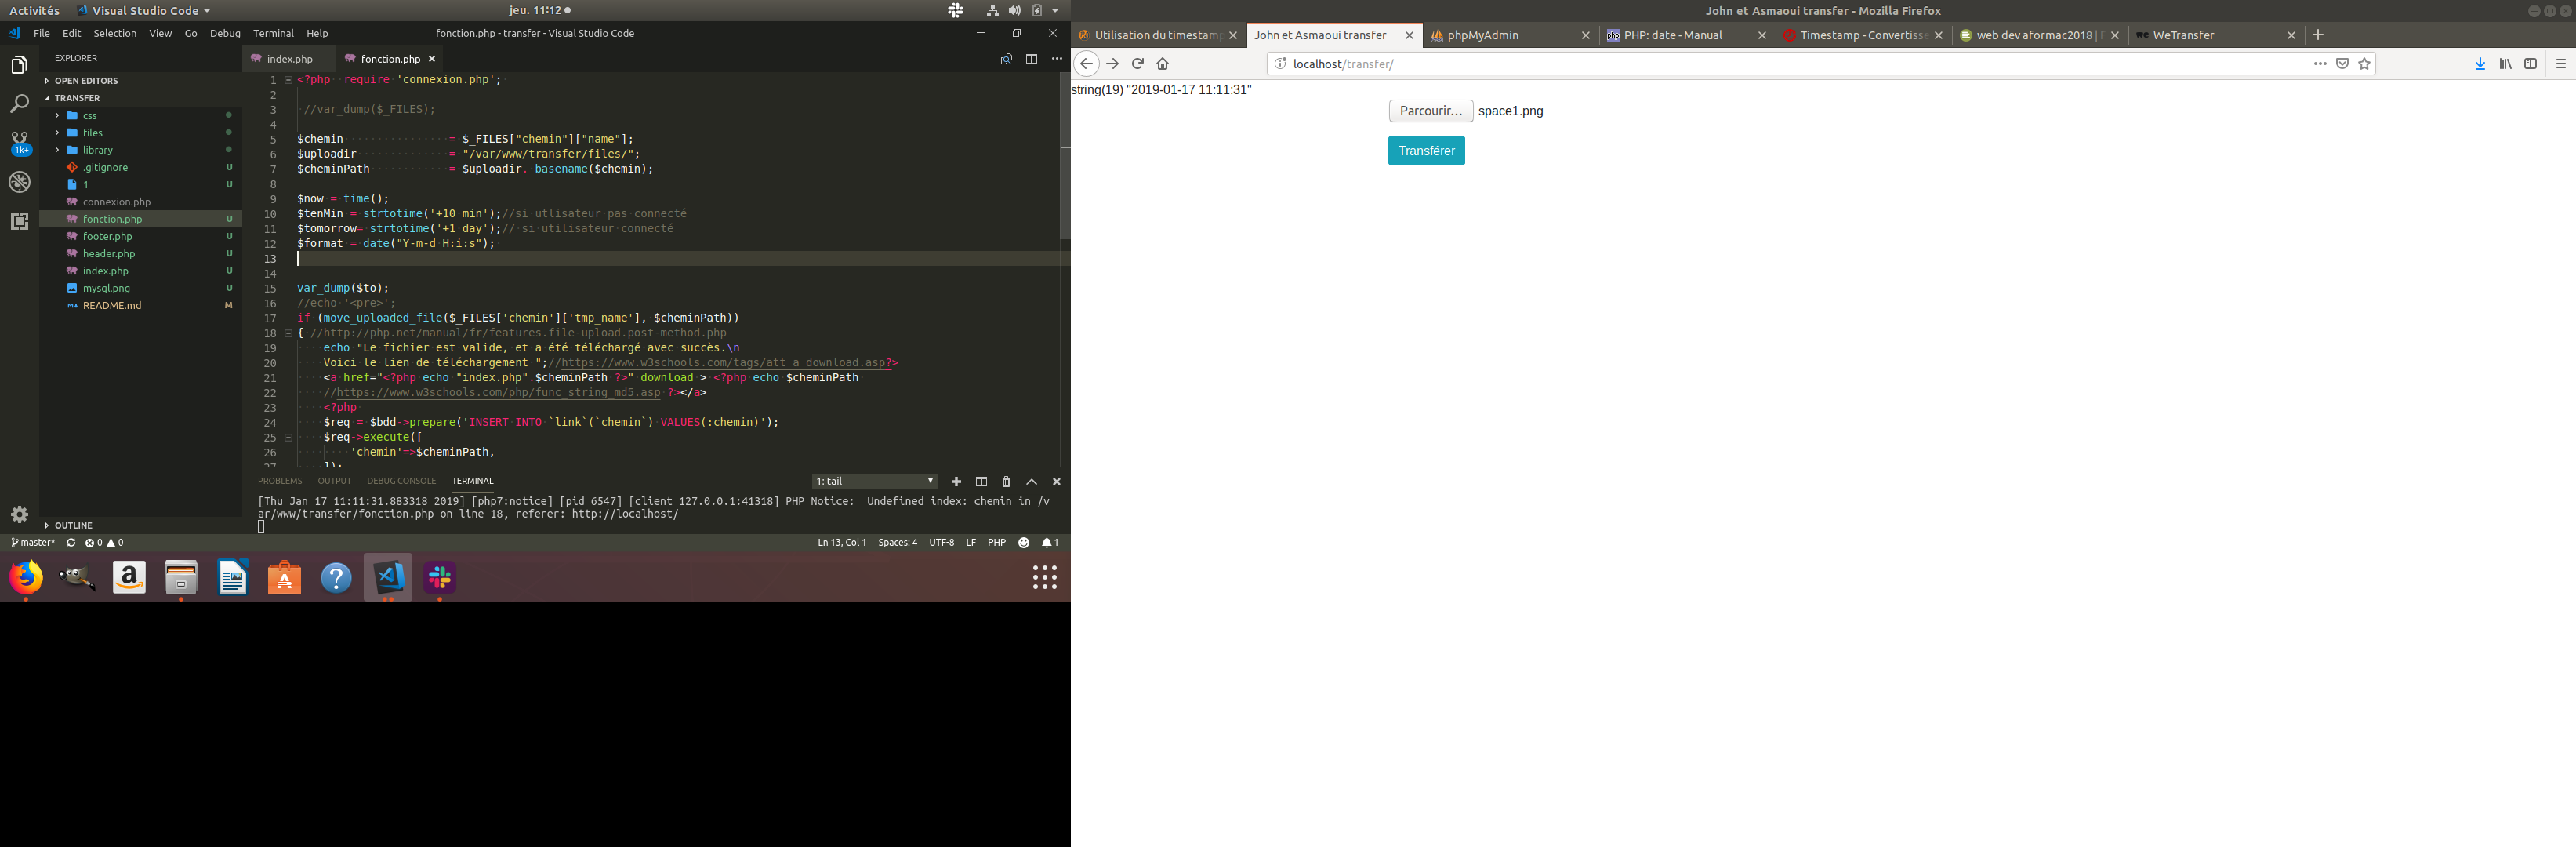 Activités
Visual Studio Code
jeu. 11:12
File Edit Selection View Go Debug Terminal Help
fonction.php - transfer - Visual Studio Code
EXPLORER
OPEN EDITORS
TRANSFER
css
files
library
.gitignore U
1 U
connexion.php
fonction.php U
footer.php U
header.php U
index.php U
mysql.png U
README.md M
OUTLINE
1k+
index.php
fonction.php
1 <?php require 'connexion.php';
2
3 //var_dump($_FILES);
4
5 $chemin = $_FILES["chemin"]["name"];
6 $uploadir = "/var/www/transfer/files/";
7 $cheminPath = $uploadir. basename($chemin);
8
9 $now = time();
10 $tenMin = strtotime('+10 min');//si utlisateur pas connecté
11 $tomorrow= strtotime('+1 day');// si utilisateur connecté
12 $format = date("Y-m-d H:i:s");
13
14
15 var_dump($to);
16 //echo '<pre>';
17 if (move_uploaded_file($_FILES['chemin']['tmp_name'], $cheminPath))
18 { //http://php.net/manual/fr/features.file-upload.post-method.php
19 echo "Le fichier est valide, et a été téléchargé avec succès.\n
20 Voici le lien de téléchargement ";//https://www.w3schools.com/tags/att_a_download.asp?>
21 <a href="<?php echo "index.php".$cheminPath ?>" download > <?php echo $cheminPath
22 //https://www.w3schools.com/php/func_string_md5.asp ?></a>
23 <?php
24 $req = $bdd->prepare('INSERT INTO `link`(`chemin`) VALUES(:chemin)');
25 $req->execute([
26 'chemin'=>$cheminPath,
27 ]);
PROBLEMS OUTPUT DEBUG CONSOLE TERMINAL
1: tail
[Thu Jan 17 11:11:31.883318 2019] [php7:notice] [pid 6547] [client 127.0.0.1:41318] PHP Notice:  Undefined index: chemin in /v
ar/www/transfer/fonction.php on line 18, referer: http://localhost/
master* 0 0
Ln 13, Col 1 Spaces: 4 UTF-8 LF PHP 1
John et Asmaoui transfer - Mozilla Firefox
Utilisation du timestamp
John et Asmaoui transfer
phpMyAdmin
PHP: date - Manual
Timestamp - Convertisse
web dev aformac2018 |
WeTransfer
localhost/transfer/
string(19) "2019-01-17 11:11:31"
Parcourir... space1.png
Transférer